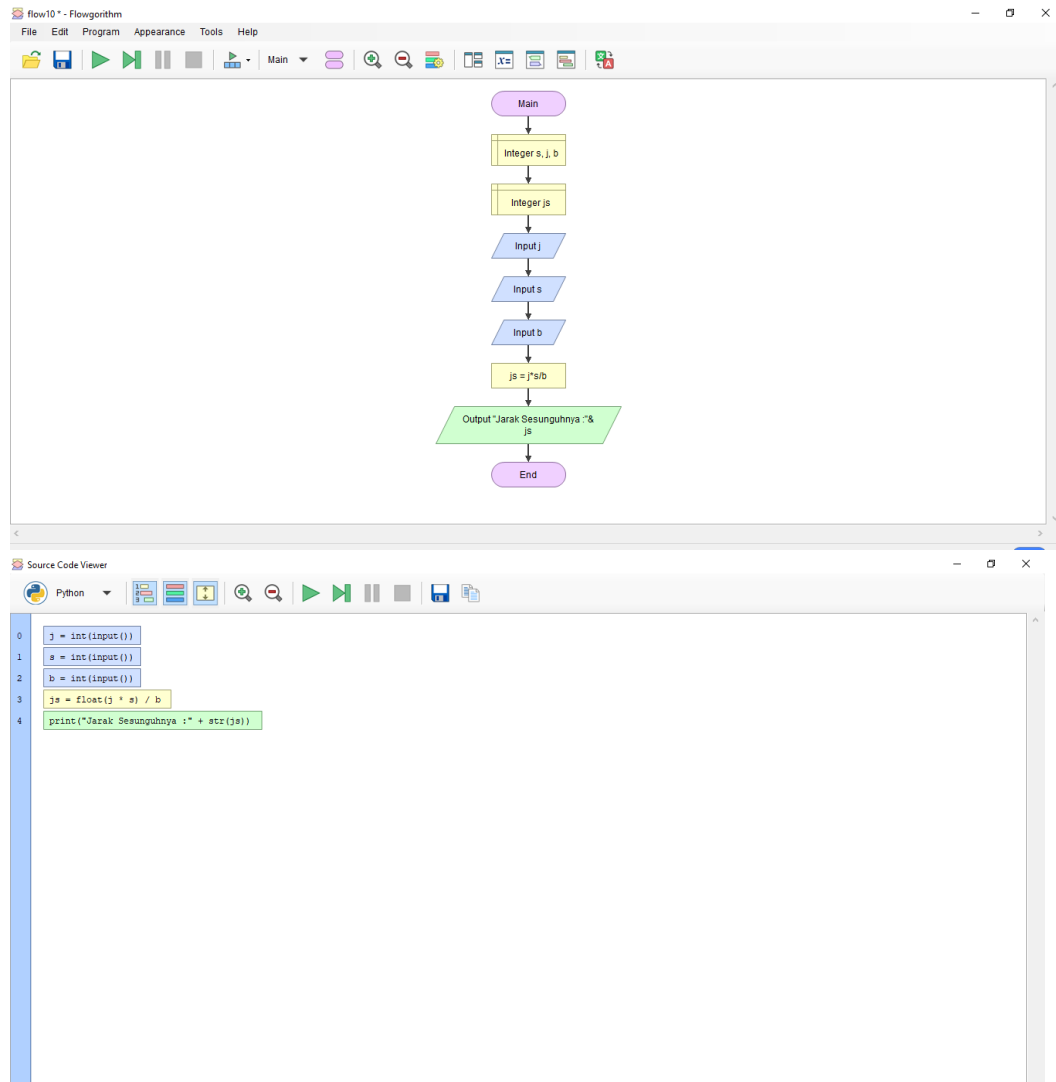 flow10 * - Flowgorithm
File Edit Program Appearance Tools Help
Main
Main
Integer s, j, b
Integer js
Input j
Input s
Input b
js = j*s/b
Output "Jarak Sesunguhnya :"&
js
End
Source Code Viewer
Python
0 j = int(input())
1 s = int(input())
2 b = int(input())
3 js = float(j * s) / b
4 print("Jarak Sesunguhnya :" + str(js))